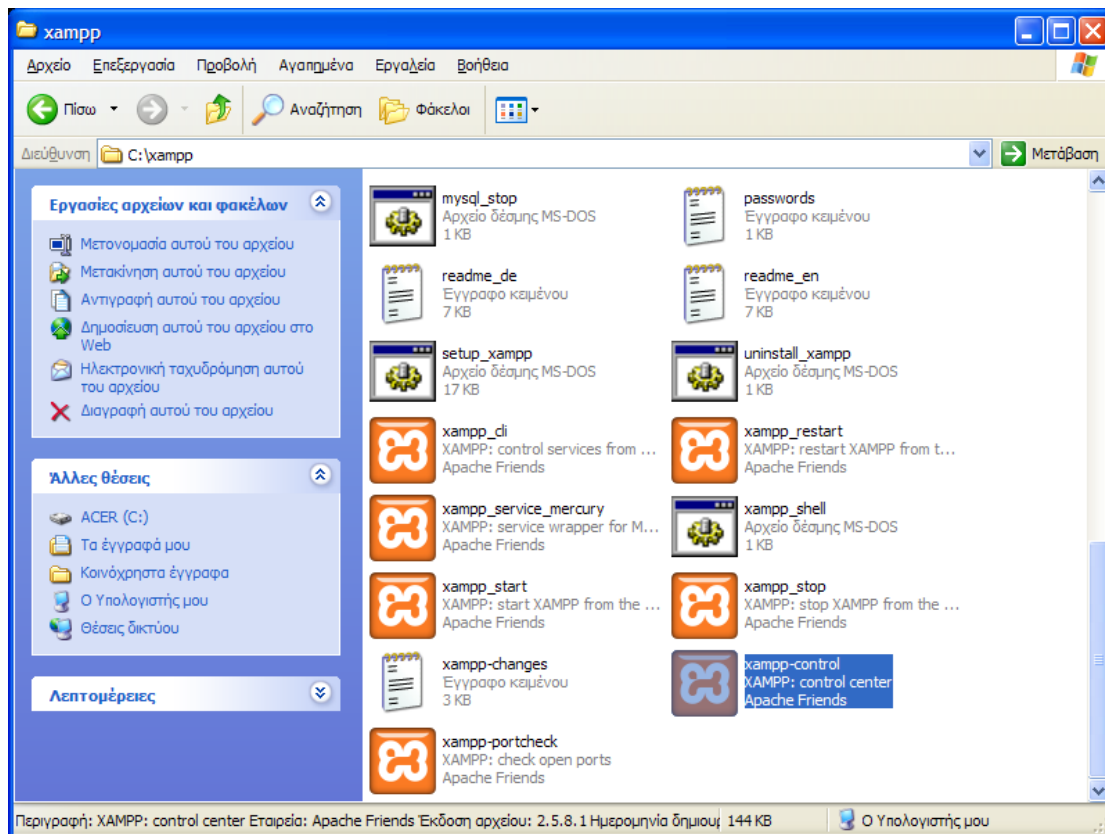 xampp
Αρχείο Επεξεργασία Προβολή Αγαπημένα Εργαλεία Βοήθεια
Πίσω Αναζήτηση Φάκελοι
Διεύθυνση C:\xampp Μετάβαση
Εργασίες αρχείων και φακέλων
Μετονομασία αυτού του αρχείου
Μετακίνηση αυτού του αρχείου
Αντιγραφή αυτού του αρχείου
Δημοσίευση αυτού του αρχείου στο
Web
Ηλεκτρονική ταχυδρόμηση αυτού
του αρχείου
Διαγραφή αυτού του αρχείου
Άλλες θέσεις
ACER (C:)
Τα έγγραφά μου
Κοινόχρηστα έγγραφα
Ο Υπολογιστής μου
Θέσεις δικτύου
Λεπτομέρειες
mysql_stop
Αρχείο δέσμης MS-DOS
1 KB
passwords
Έγγραφο κειμένου
1 KB
readme_de
Έγγραφο κειμένου
7 KB
readme_en
Έγγραφο κειμένου
7 KB
setup_xampp
Αρχείο δέσμης MS-DOS
17 KB
uninstall_xampp
Αρχείο δέσμης MS-DOS
1 KB
xampp_cli
XAMPP: control services from ...
Apache Friends
xampp_restart
XAMPP: restart XAMPP from t...
Apache Friends
xampp_service_mercury
XAMPP: service wrapper for M...
Apache Friends
xampp_shell
Αρχείο δέσμης MS-DOS
1 KB
xampp_start
XAMPP: start XAMPP from the ...
Apache Friends
xampp_stop
XAMPP: stop XAMPP from the ...
Apache Friends
xampp-changes
Έγγραφο κειμένου
3 KB
xampp-control
XAMPP: control center
Apache Friends
xampp-portcheck
XAMPP: check open ports
Apache Friends
Περιγραφή: XAMPP: control center Εταιρεία: Apache Friends Έκδοση αρχείου: 2.5.8.1 Ημερομηνία δημιουρ 144 KB Ο Υπολογιστής μου